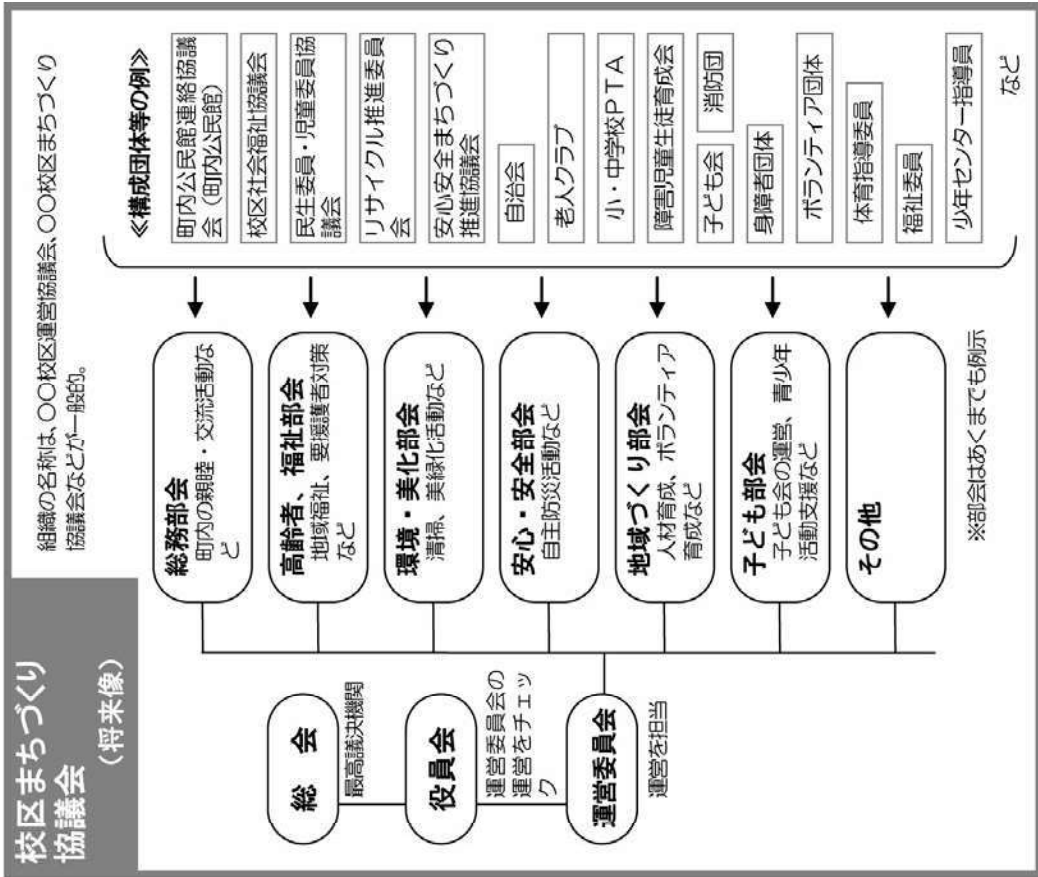 校区まちづくり
協議会
（将来像）
組織の名称は、〇〇校区運営協議会、〇〇校区まちづくり
協議会などが一般的。
総　会
最高議決機関
役員会
運営委員会の
運営をチェッ
ク
運営委員会
運営を担当
総務部会
町内の親睦・交流活動な
ど
高齢者、福祉部会
地域福祉、要援護者対策
など
環境・美化部会
清掃、美緑化活動など
安心・安全部会
自主防災活動など
地域づくり部会
人材育成、ボランティア
育成など
子ども部会
子ども会の運営、青少年
活動支援など
その他
※部会はあくまでも例示
≪構成団体等の例≫
町内公民館連絡協議
会（町内公民館）
校区社会福祉協議会
民生委員・児童委員協
議会
リサイクル推進委員
会
安心安全まちづくり
推進協議会
自治会
老人クラブ
小・中学校ＰＴＡ
障害児童生徒育成会
子ども会
消防団
身障者団体
ボランティア団体
体育指導委員
福祉委員
少年センター指導員
など